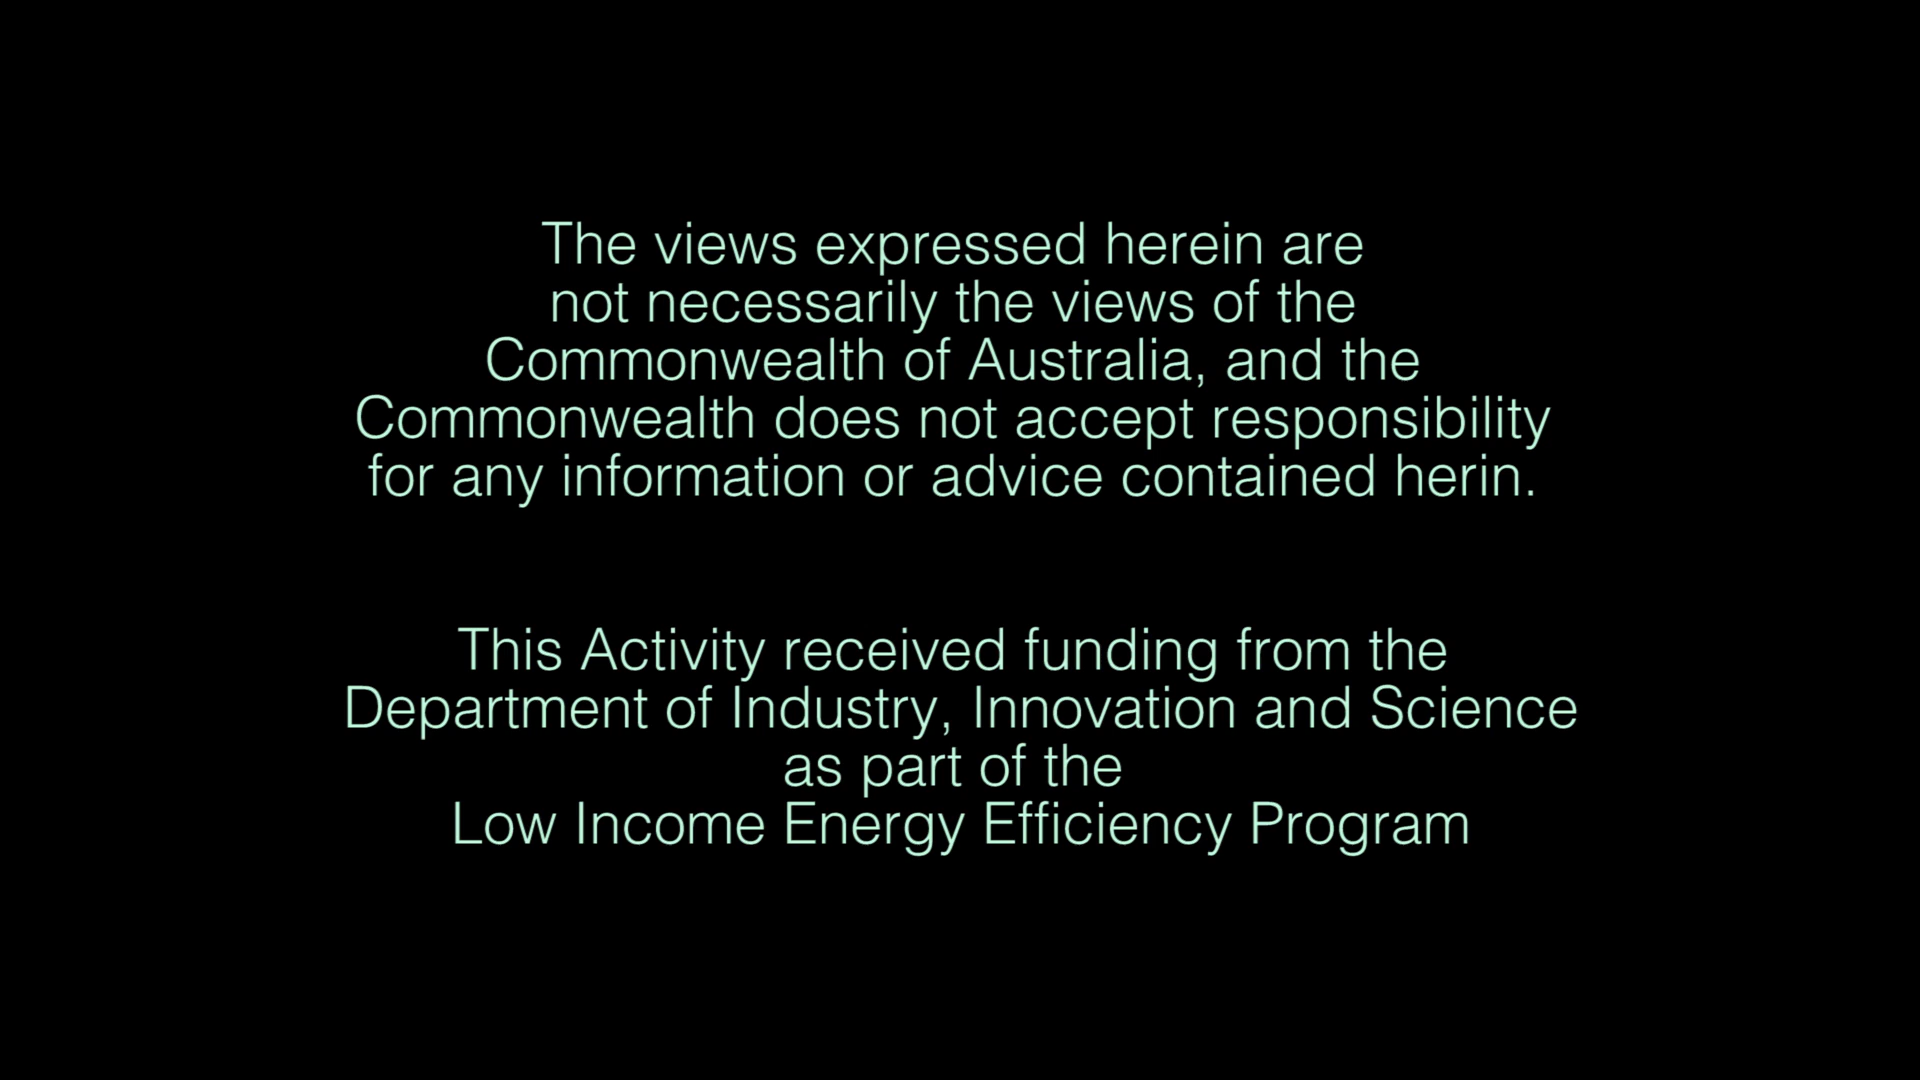 The views expressed herein are
not necessarily the views of the
Commonwealth of Australia, and the
Commonwealth does not accept responsibility
for any information or advice contained herin.
This Activity received funding from the
Department of Industry, Innovation and Science
as part of the
Low Income Energy Efficiency Program